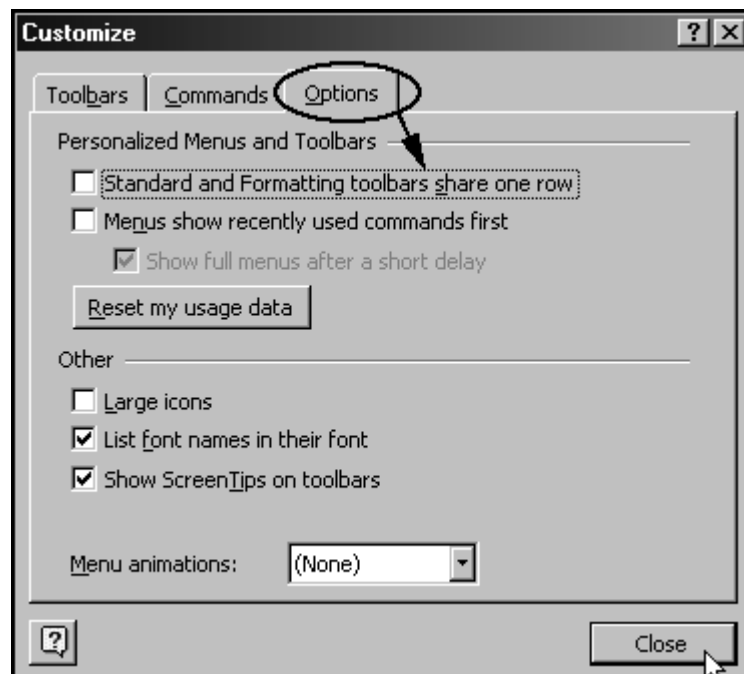 Customize
Toolbars Commands Options
Personalized Menus and Toolbars
Standard and Formatting toolbars share one row
Menus show recently used commands first
Show full menus after a short delay
Reset my usage data
Other
Large icons
List font names in their font
Show ScreenTips on toolbars
Menu animations: (None)
Close